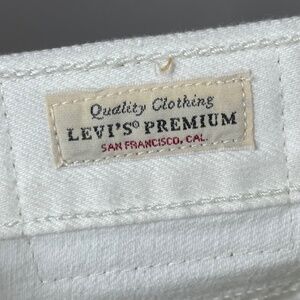 Quality Clothing
LEVI'S® PREMIUM
SAN FRANCISCO, CAL.